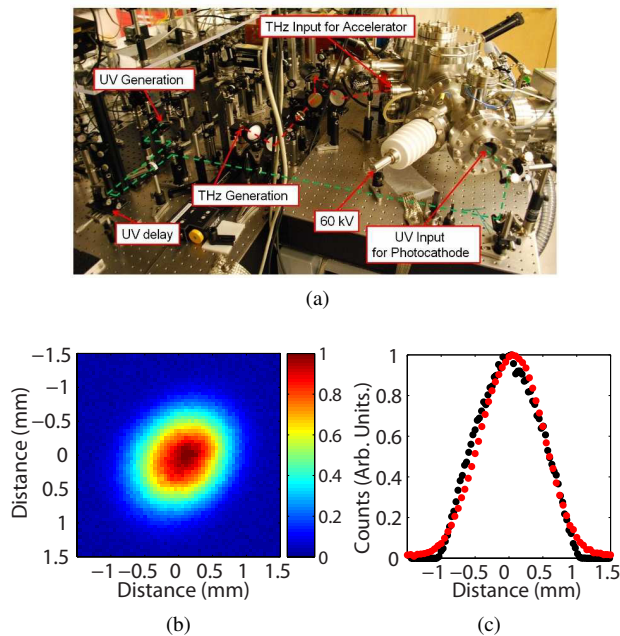 THz Input for Accelerator
UV Generation
THz Generation
UV delay
60 kV
UV Input
for Photocathode
(a)
−1.5
−1
−0.5
0
0.5
1
1.5
Distance (mm)
−1 −0.5 0 0.5 1.5
Distance (mm)
1
0.8
0.6
0.4
0.2
0
(b)
Counts (Arb. Units.)
1
0.8
0.6
0.4
0.2
0
−1 −0.5 0 0.5 1.5
Distance (mm)
(c)